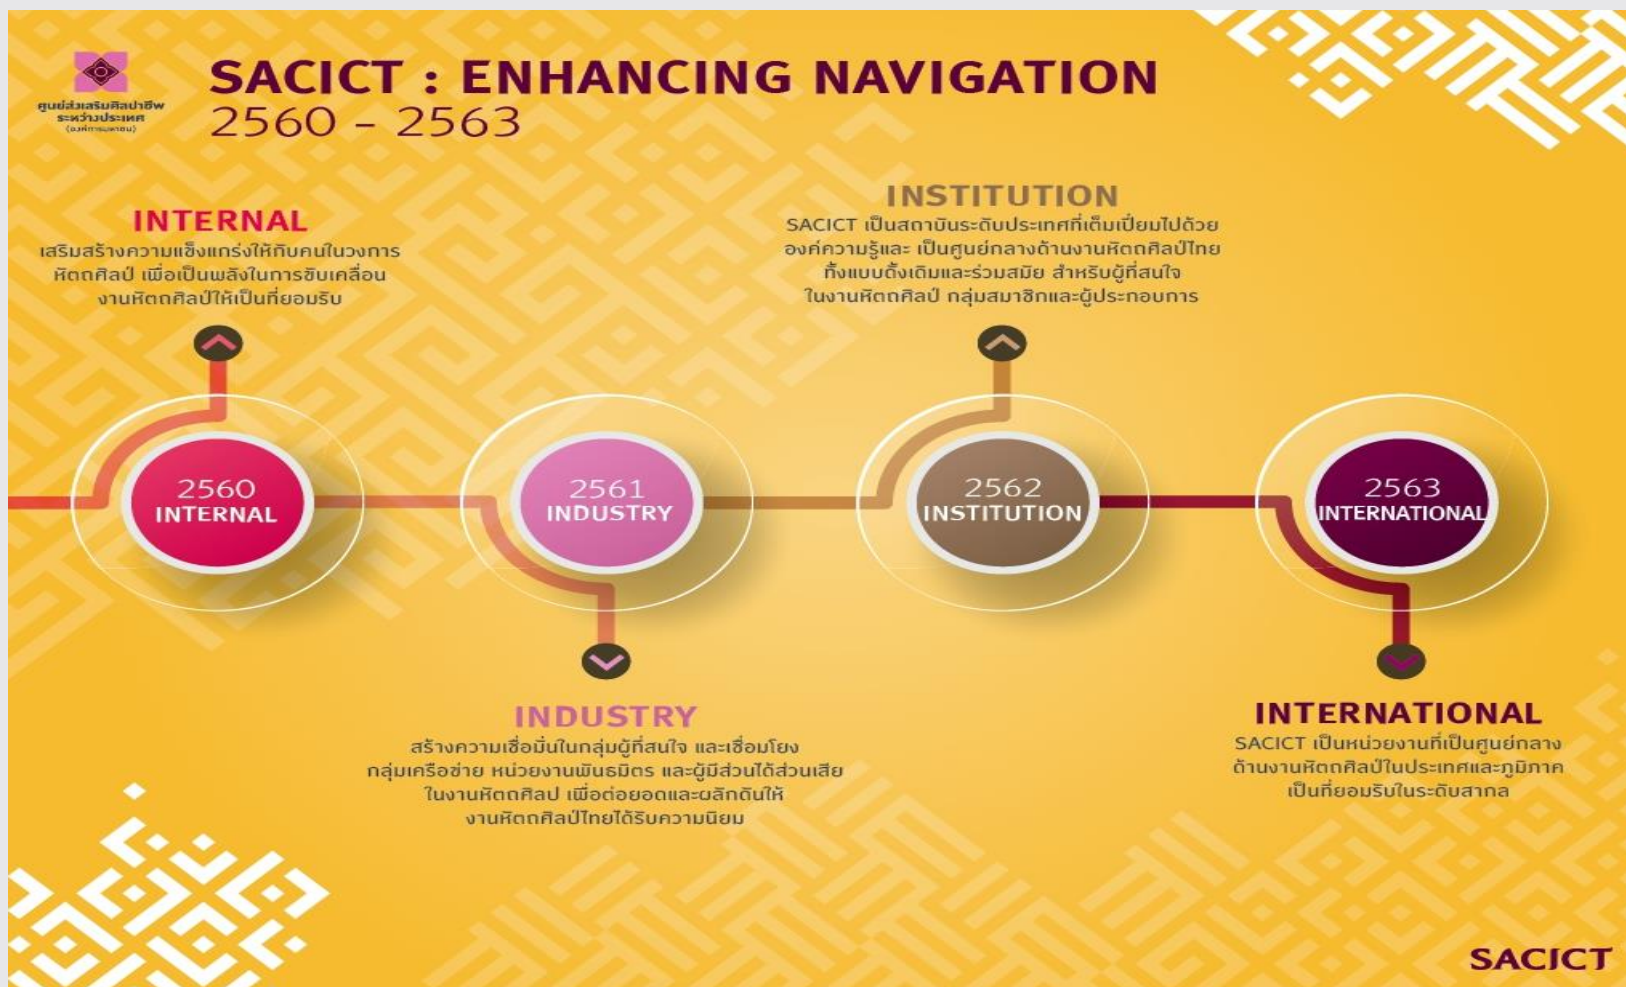 ศูนย์ส่งเสริมศิลปาชีพ
ระหว่างประเทศ
(องค์การมหาชน)
SACICT : ENHANCING NAVIGATION
2560 – 2563
INTERNAL
เสริมสร้างความแข็งแกร่งให้กับคนในวงการ
หัตถศิลป์ เพื่อเป็นพลังในการขับเคลื่อน
งานหัตถศิลป์ให้เป็นที่ยอมรับ
INSTITUTION
SACICT เป็นสถาบันระดับประเทศที่เต็มเปี่ยมไปด้วย
องค์ความรู้และ เป็นศูนย์กลางด้านงานหัตถศิลป์ไทย
ทั้งแบบดั้งเดิมและร่วมสมัย สำหรับผู้ที่สนใจ
ในงานหัตถศิลป์ กลุ่มสมาชิกและผู้ประกอบการ
2560
INTERNAL
2561
INDUSTRY
2562
INSTITUTION
2563
INTERNATIONAL
INDUSTRY
สร้างความเชื่อมั่นในกลุ่มผู้ที่สนใจ และเชื่อมโยง
กลุ่มเครือข่าย หน่วยงานพันธมิตร และผู้มีส่วนได้ส่วนเสีย
ในงานหัตถศิลป เพื่อต่อยอดและผลักดันให้
งานหัตถศิลป์ไทยได้รับความนิยม
INTERNATIONAL
SACICT เป็นหน่วยงานที่เป็นศูนย์กลาง
ด้านงานหัตถศิลป์ในประเทศและภูมิภาค
เป็นที่ยอมรับในระดับสากล
SACICT